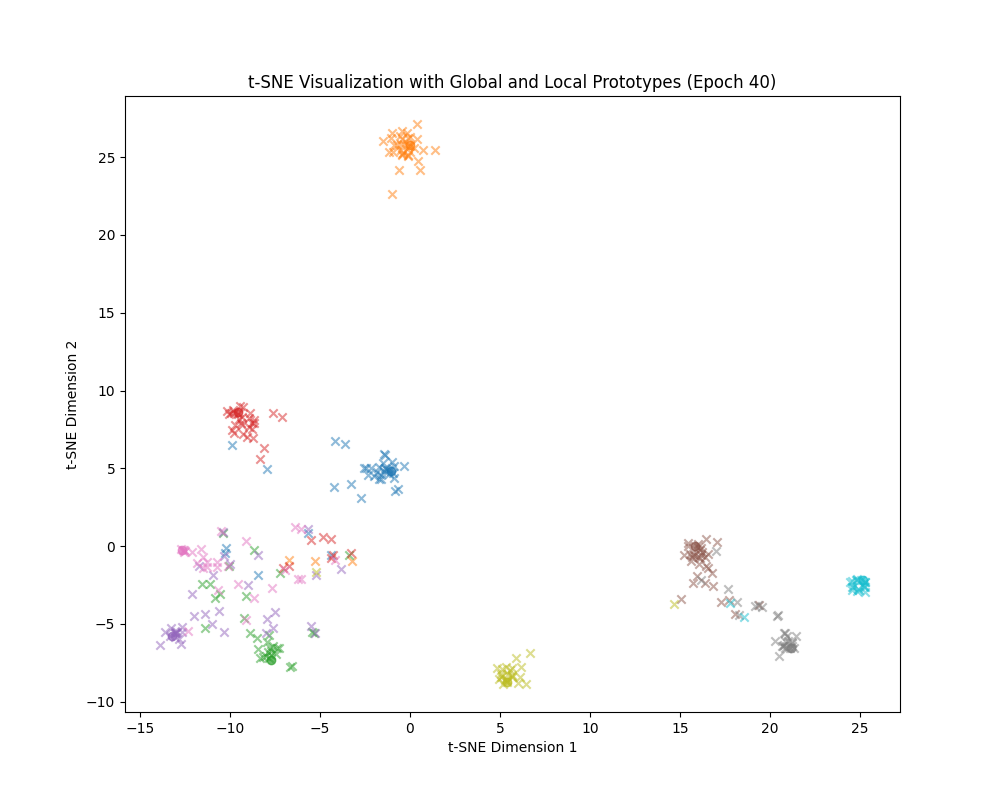 t-SNE Visualization with Global and Local Prototypes (Epoch 40)
25
20
15
10
5
0
−5
−10
t-SNE Dimension 2
−15 −10 −5 0 5 10 15 20 25
t-SNE Dimension 1